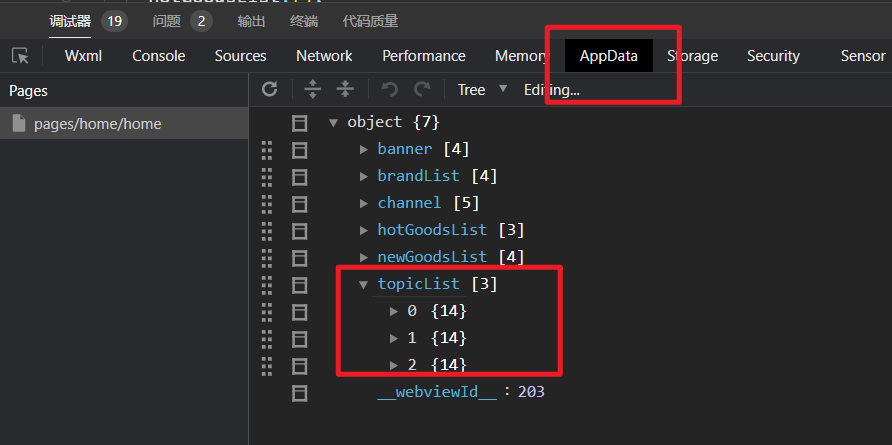 调试器 19 问题 2 输出 终端 代码质量
Wxml Console Sources Network Performance Memory AppData Storage Security Sensor
Pages Tree Editing...
pages/home/home
object {7}
banner [4]
brandList [4]
channel [5]
hotGoodsList [3]
newGoodsList [4]
topicList [3]
0 {14}
1 {14}
2 {14}
__webviewId__ : 203